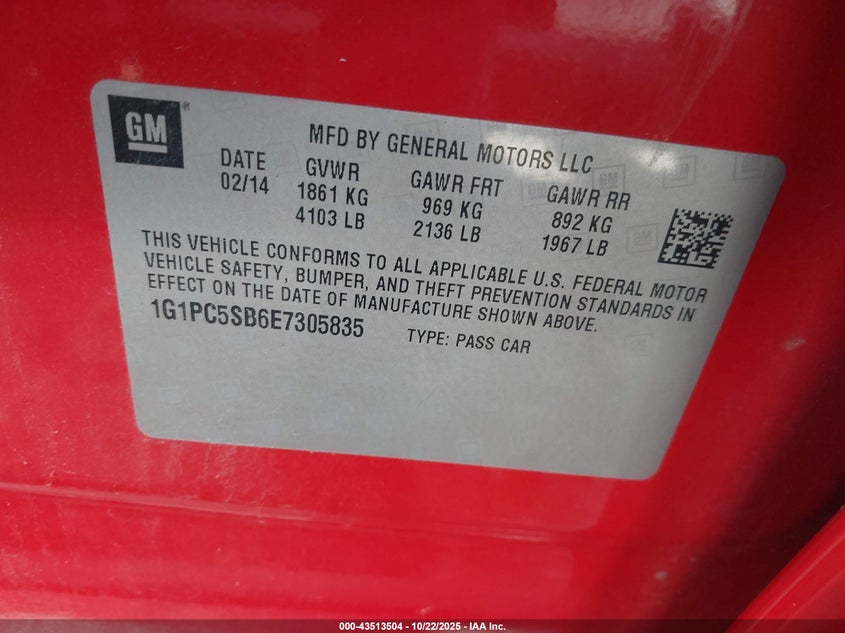 GM ®
MFD BY GENERAL MOTORS LLC
DATE GVWR GAWR FRT GAWR RR
02/14 1861 KG 969 KG 892 KG
4103 LB 2136 LB 1967 LB
THIS VEHICLE CONFORMS TO ALL APPLICABLE U.S. FEDERAL MOTOR
VEHICLE SAFETY, BUMPER, AND THEFT PREVENTION STANDARDS IN
EFFECT ON THE DATE OF MANUFACTURE SHOWN ABOVE.
1G1PC5SB6E7305835 TYPE: PASS CAR
000-43513504 - 10/22/2025 - IAA Inc.